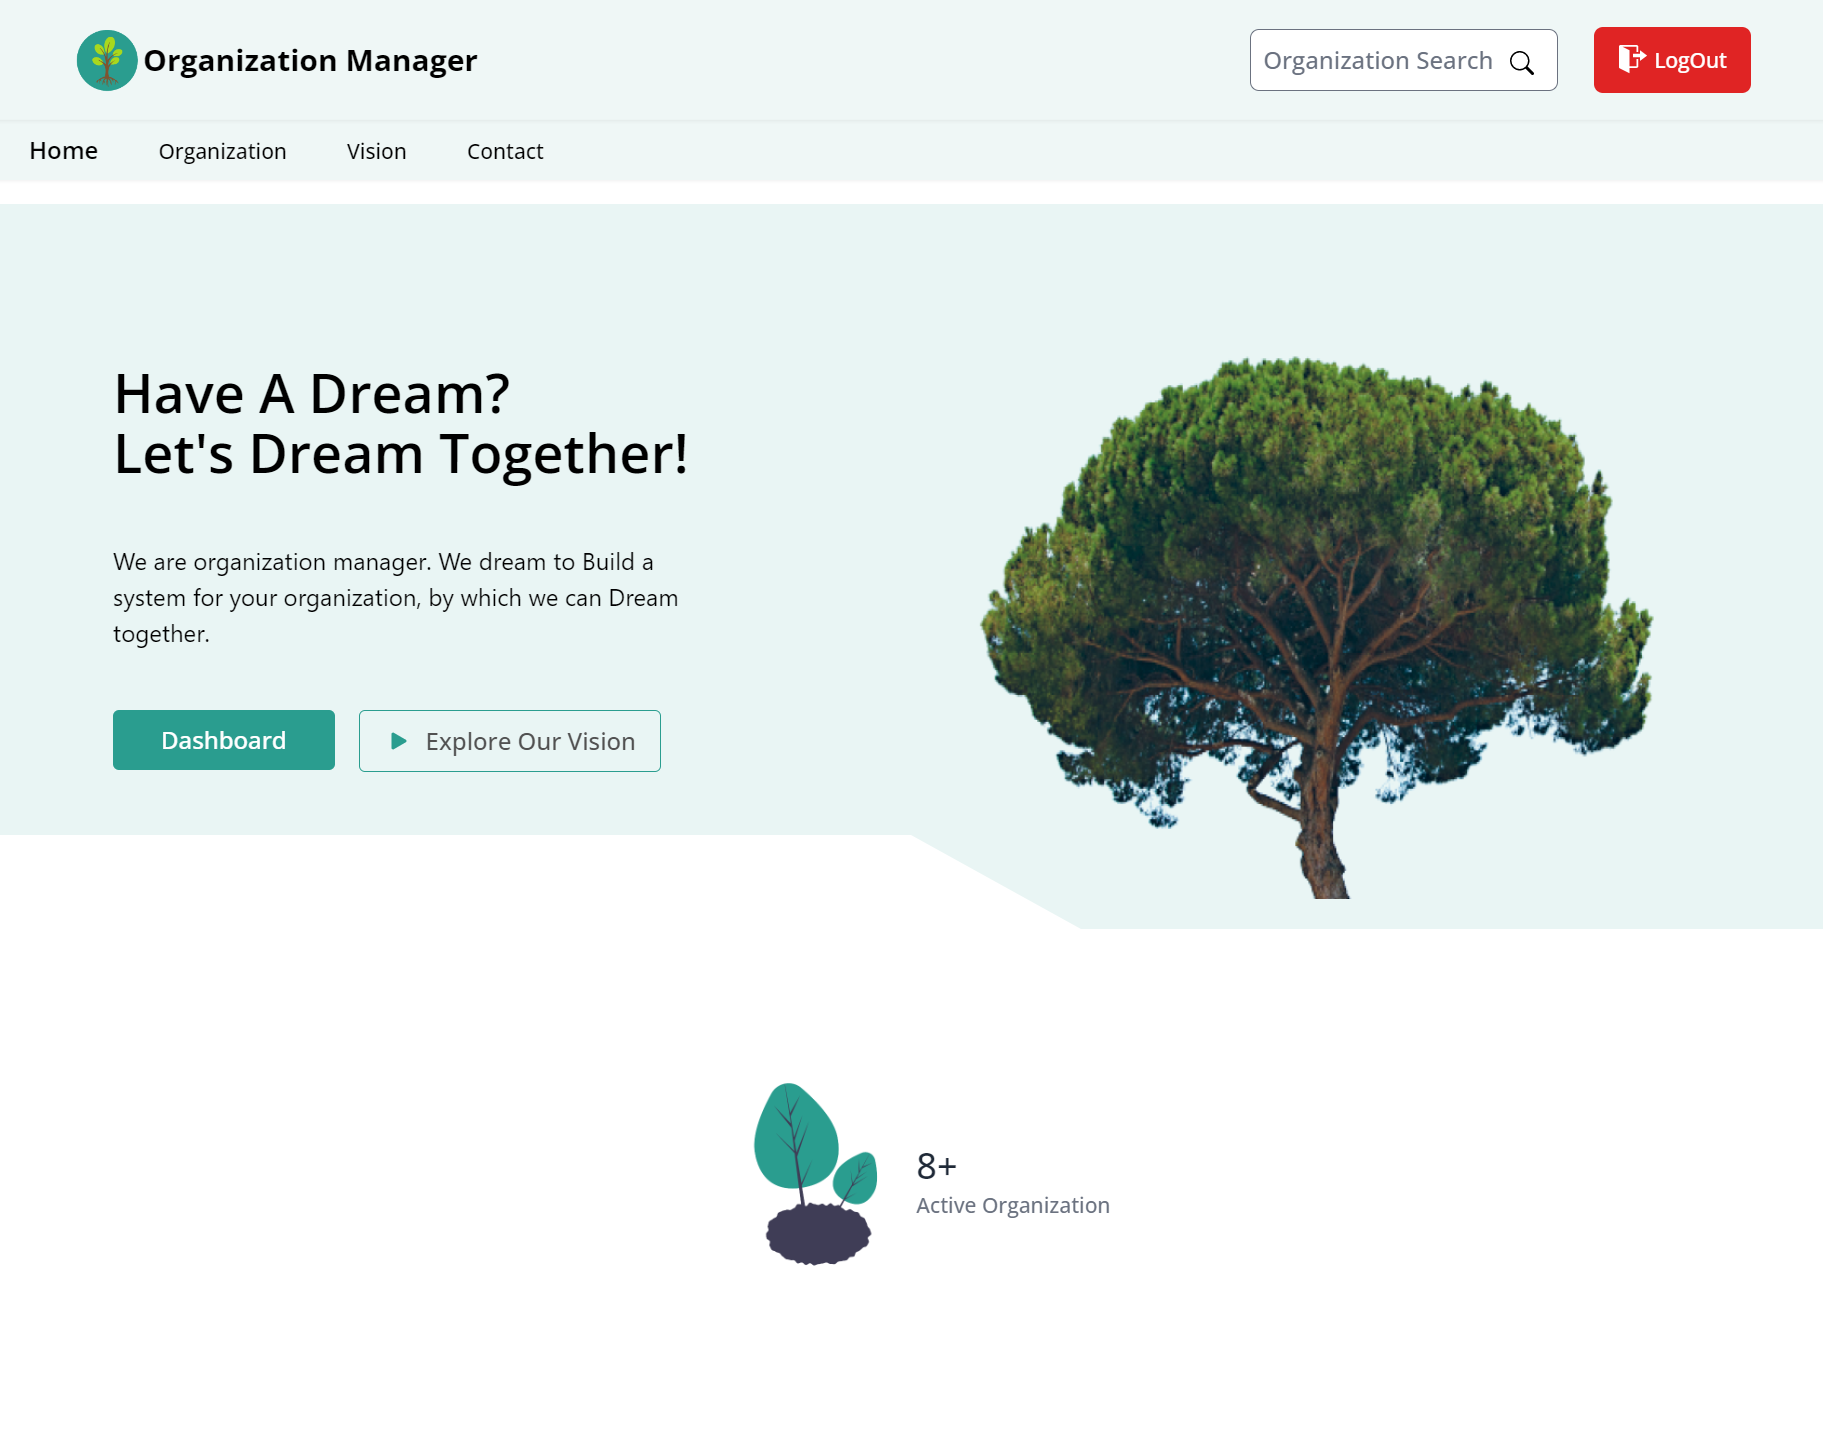 Organization Manager
Organization Search
LogOut
Home
Organization
Vision
Contact
Have A Dream?
Let's Dream Together!
We are organization manager. We dream to Build a
system for your organization, by which we can Dream
together.
Dashboard
Explore Our Vision
8+
Active Organization